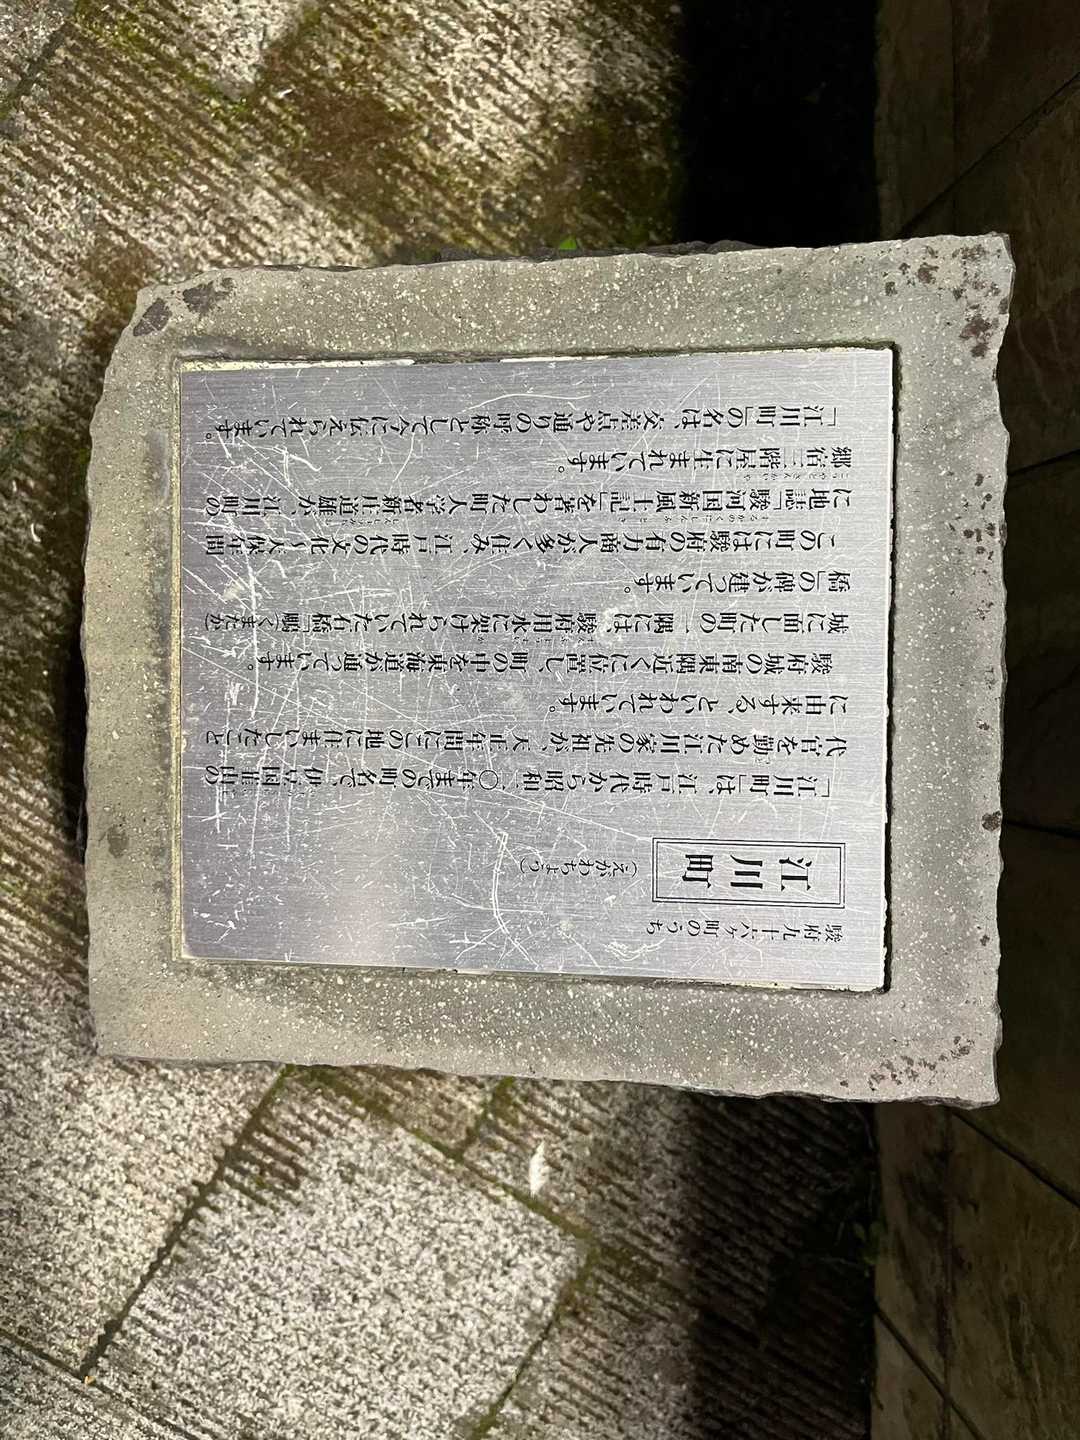 駿府九十六ヶ町のうち
江川町
(えがわちょう)
「江川町」は、江戸時代から昭和二〇年までの町名で、伊豆国韮山の
代官を勤めた江川家の先祖が、天正年間にこの地に住まいしたこと
に由来する、といわれています。
駿府城の南東隅近くに位置し、町の中を東海道が通っています。
城に面した町の一隅には、駿府用水に架けられていた石橋「駒(くまたか)
橋」の碑が建っています。
この町には駿府の有力商人が多く住み、江戸時代の文化~天保年間
に地誌「駿河国新風土記」を著わした町人学者新庄道雄が、江川町の
郷宿三階屋に生まれています。
「江川町」の名は、交差点や通りの呼称として今に伝えられています。